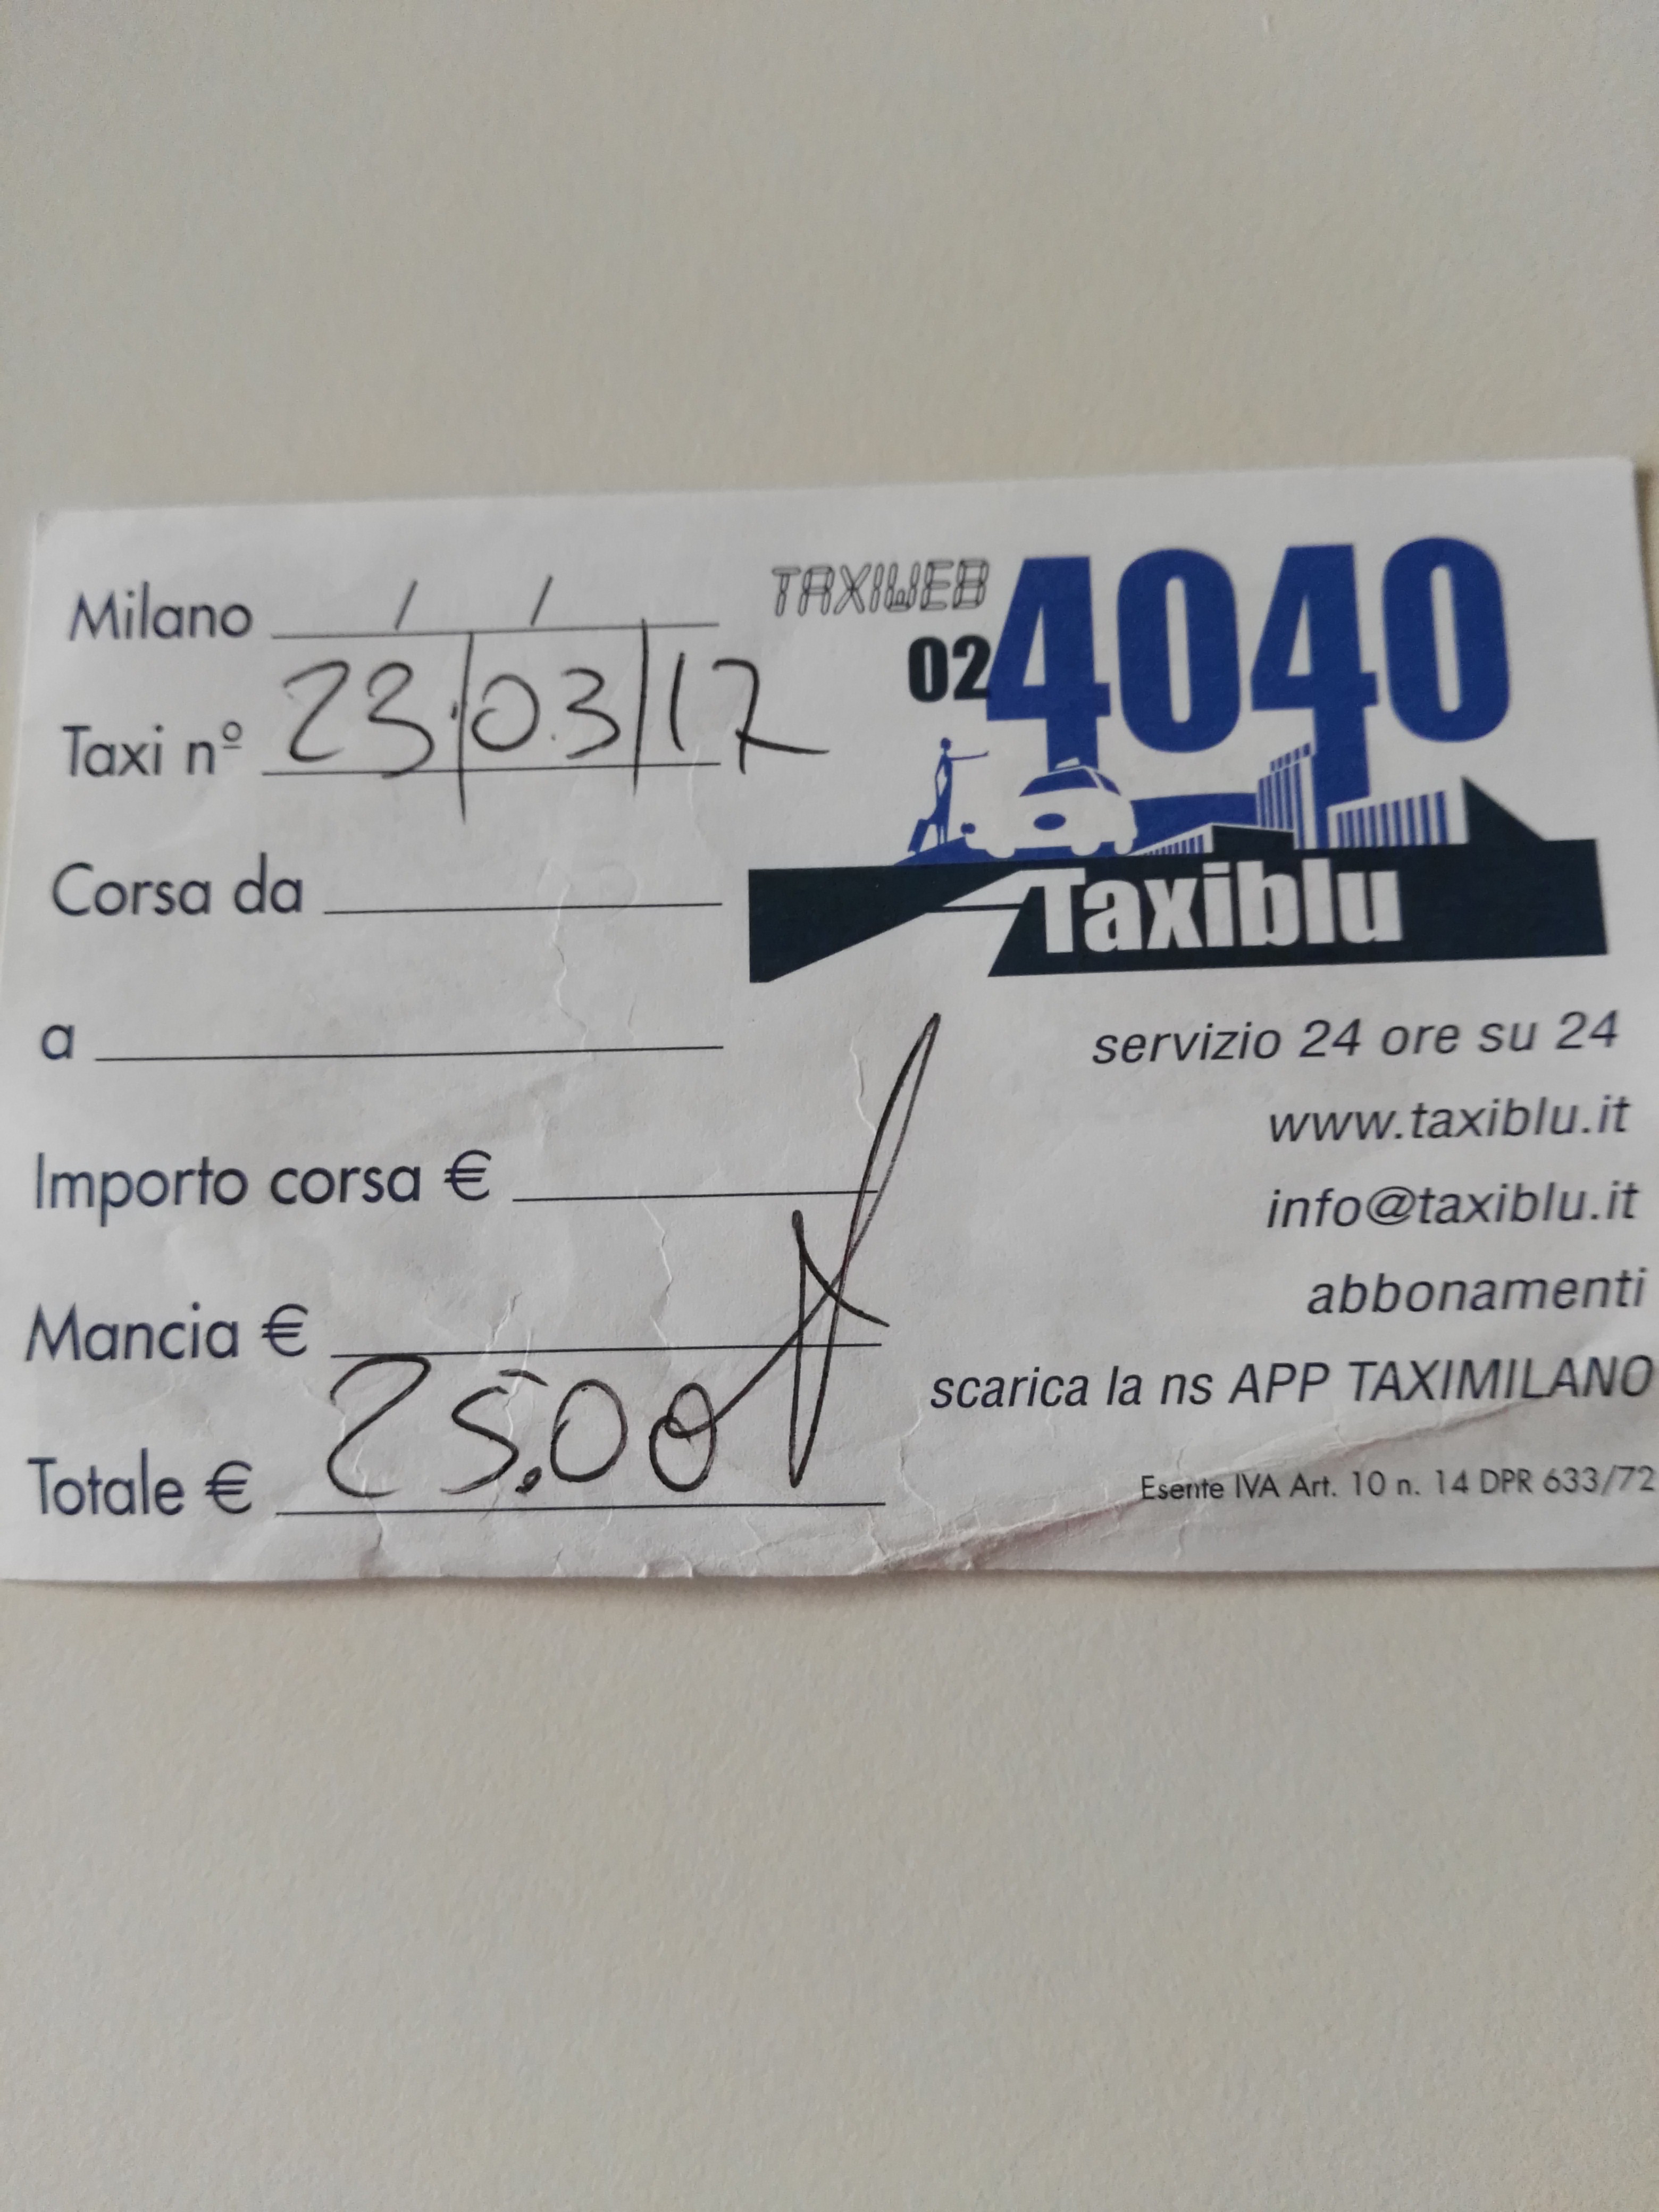 Milano / /
Taxi nº 23/03/17
Corsa da
a
Importo corsa €
Mancia €
Totale € 25.00
TAXIWEB
024040
Taxiblu
servizio 24 ore su 24
www.taxiblu.it
info@taxiblu.it
abbonamenti
scarica la ns APP TAXIMILANO
Esente IVA Art. 10 n. 14 DPR 633/72